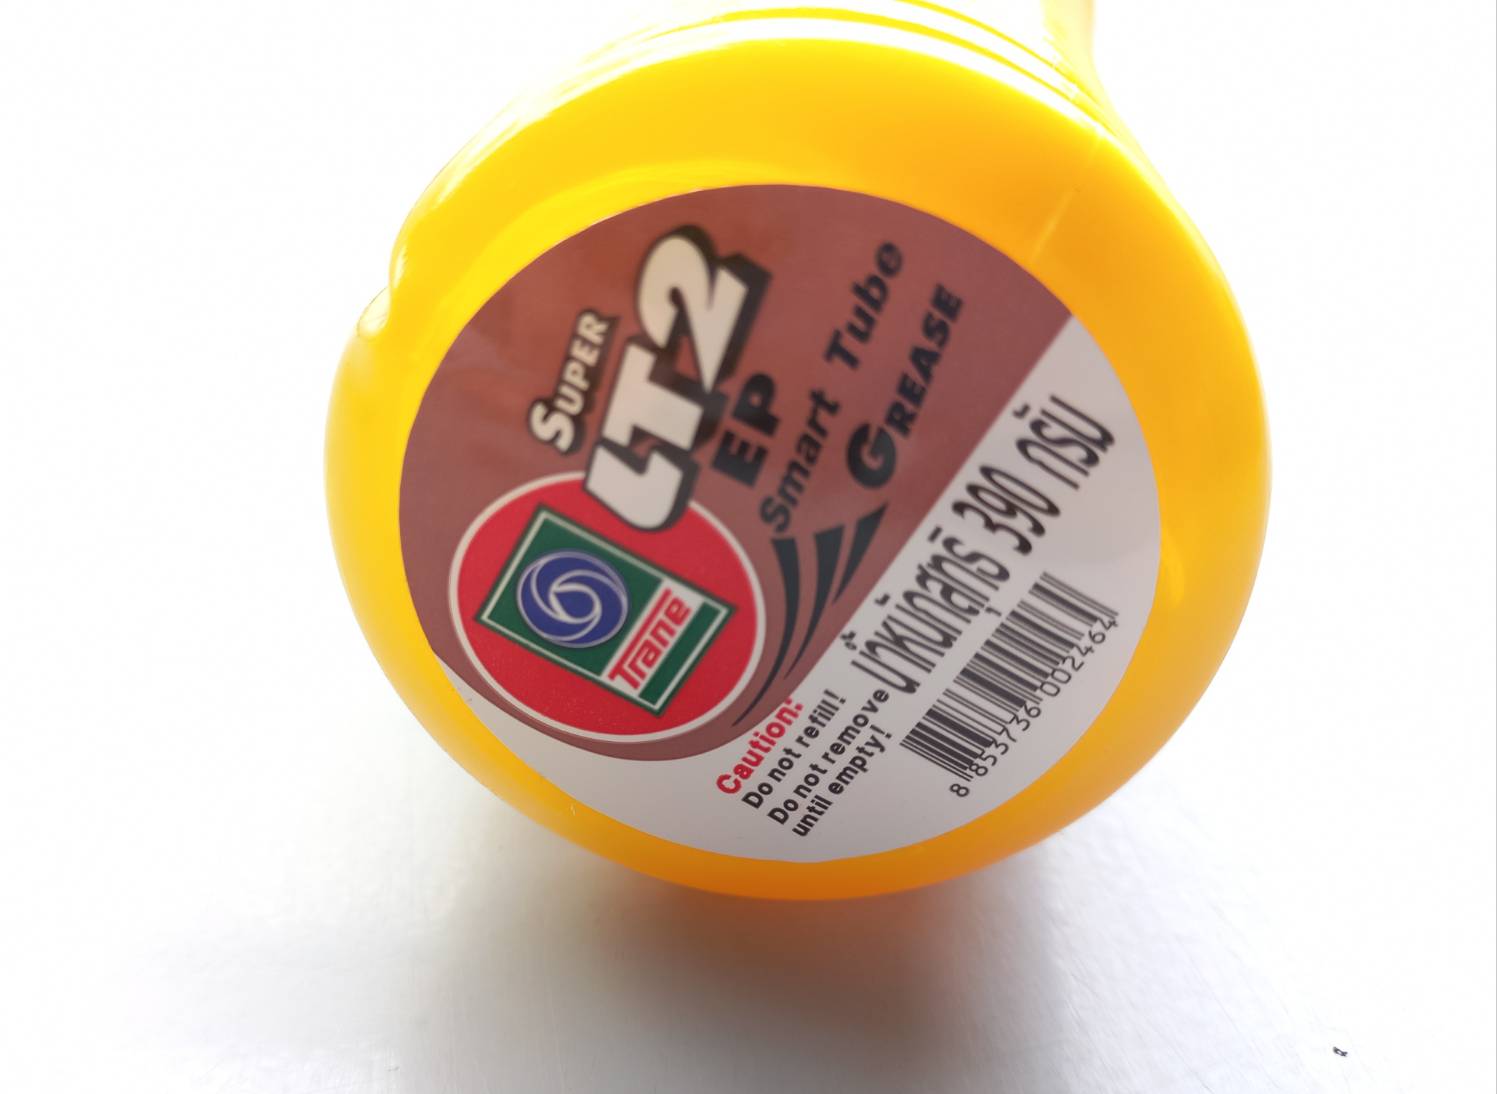 SUPER
LT2
EP
Smart Tube
GREASE
Trane
น้ำหนักสุทธิ 390 กรัม
Caution:
Do not refill!
Do not remove
until empty!
8 853736 002464